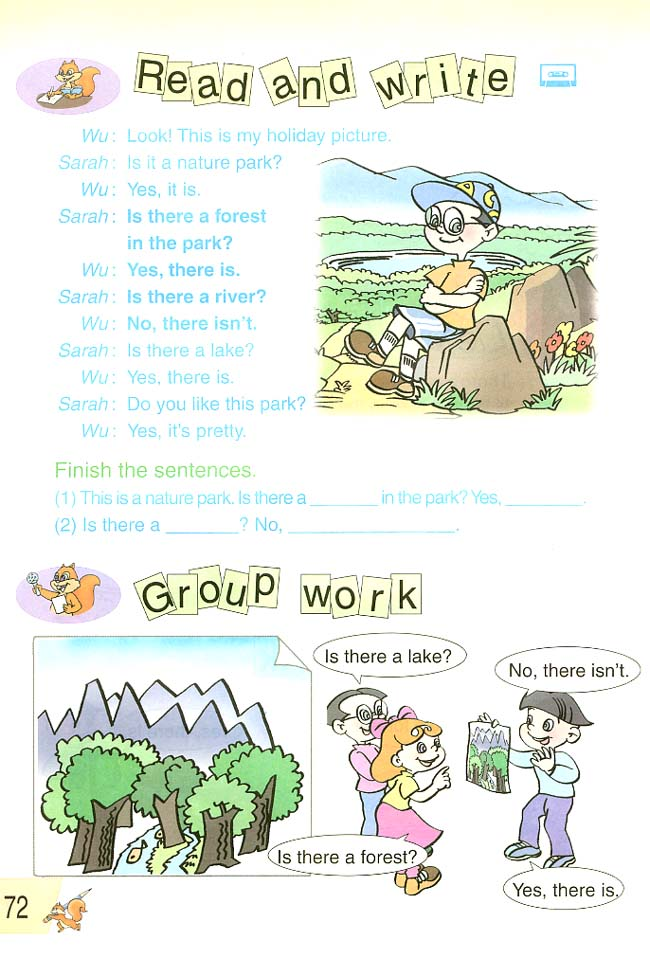 Read and write
Wu: Look! This is my holiday picture.
Sarah: Is it a nature park?
Wu: Yes, it is.
Sarah: Is there a forest
in the park?
Wu: Yes, there is.
Sarah: Is there a river?
Wu: No, there isn't.
Sarah: Is there a lake?
Wu: Yes, there is.
Sarah: Do you like this park?
Wu: Yes, it's pretty.
Finish the sentences.
(1) This is a nature park. Is there a ________ in the park? Yes, _________.
(2) Is there a ________? No, __________________.
Group work
Is there a lake?
No, there isn't.
Is there a forest?
Yes, there is.
72